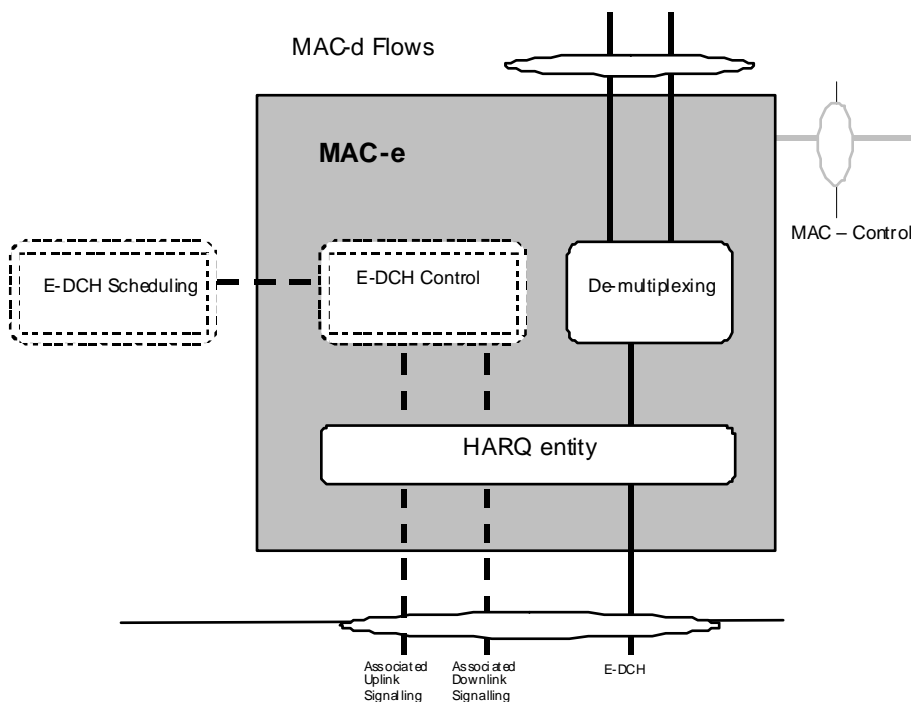 MAC-d Flows
MAC-e
MAC – Control
E-DCH Scheduling
E-DCH Control
De-multiplexing
HARQ entity
Associated
Uplink
Signalling
Associated
Downlink
Signalling
E-DCH